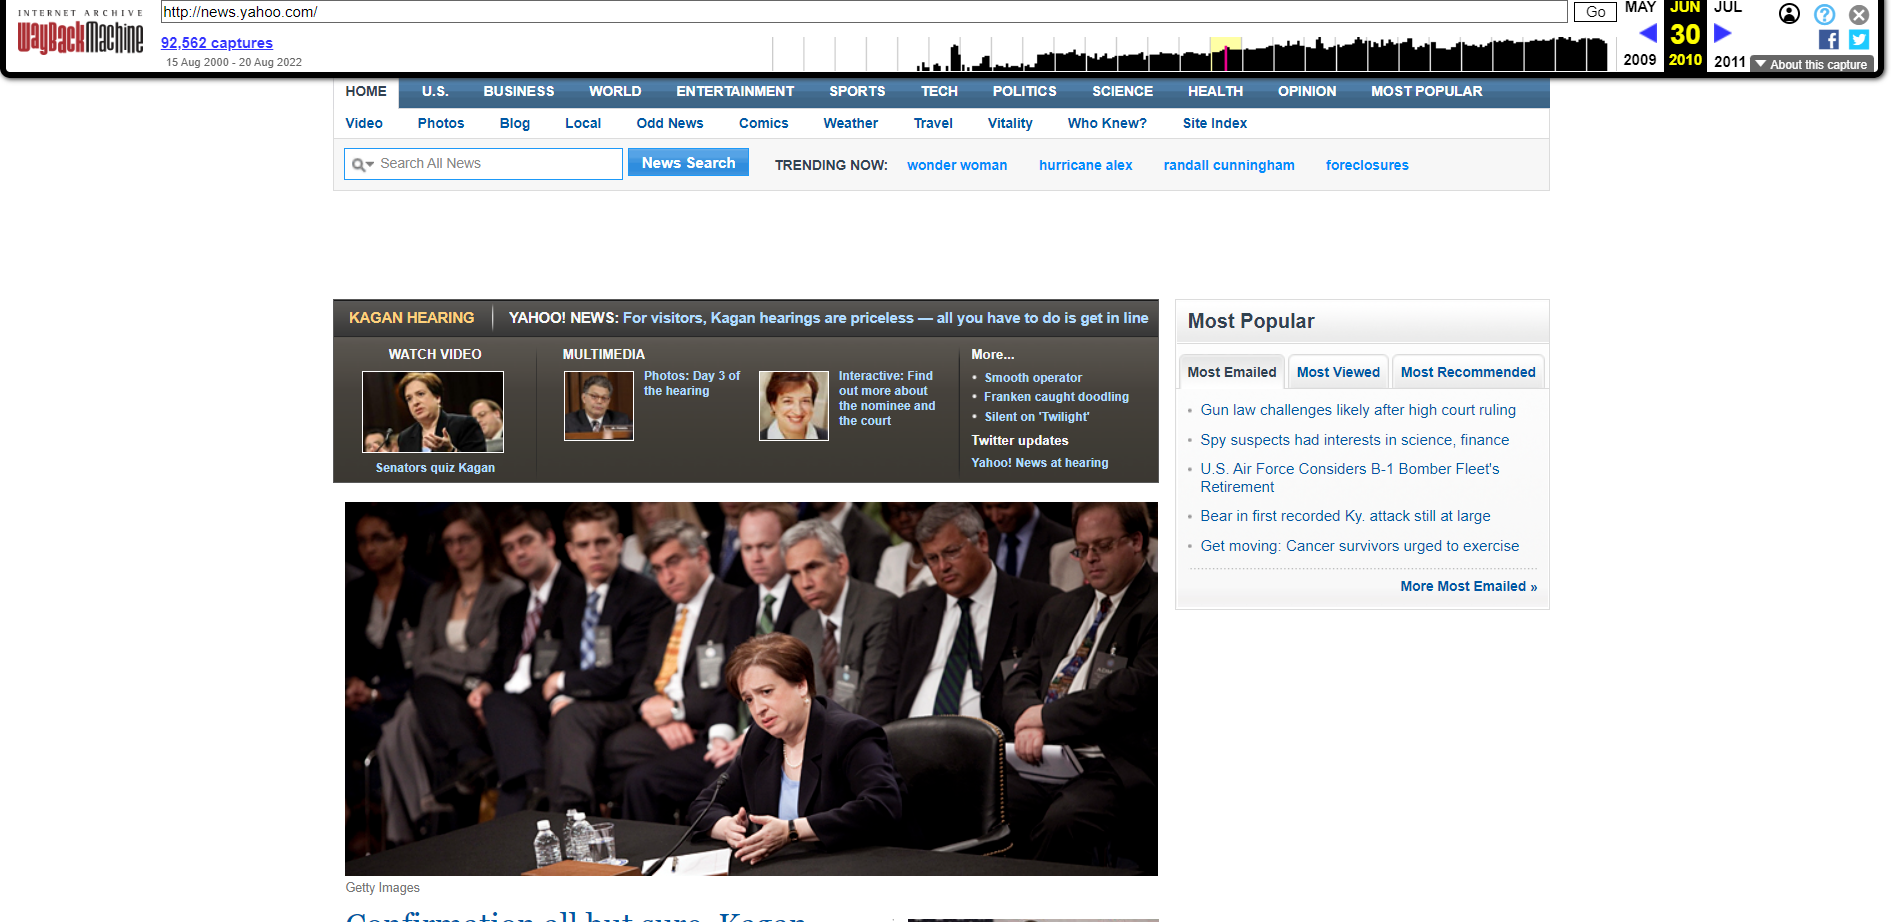 INTERNET ARCHIVE
WayBackMachine
http://news.yahoo.com/
Go
MAY JUN JUL
92,562 captures
30
15 Aug 2000 - 20 Aug 2022
2009 2010 2011
About this capture
HOME U.S. BUSINESS WORLD ENTERTAINMENT SPORTS TECH POLITICS SCIENCE HEALTH OPINION MOST POPULAR
Video Photos Blog Local Odd News Comics Weather Travel Vitality Who Knew? Site Index
Search All News
News Search
TRENDING NOW: wonder woman hurricane alex randall cunningham foreclosures
KAGAN HEARING
YAHOO! NEWS: For visitors, Kagan hearings are priceless — all you have to do is get in line
WATCH VIDEO
Senators quiz Kagan
MULTIMEDIA
Photos: Day 3 of
the hearing
Interactive: Find
out more about
the nominee and
the court
More...
• Smooth operator
• Franken caught doodling
• Silent on 'Twilight'
Twitter updates
Yahoo! News at hearing
Getty Images
Confirmation all but sure, Kagan
Most Popular
Most Emailed Most Viewed Most Recommended
• Gun law challenges likely after high court ruling
• Spy suspects had interests in science, finance
• U.S. Air Force Considers B-1 Bomber Fleet's
Retirement
• Bear in first recorded Ky. attack still at large
• Get moving: Cancer survivors urged to exercise
More Most Emailed »